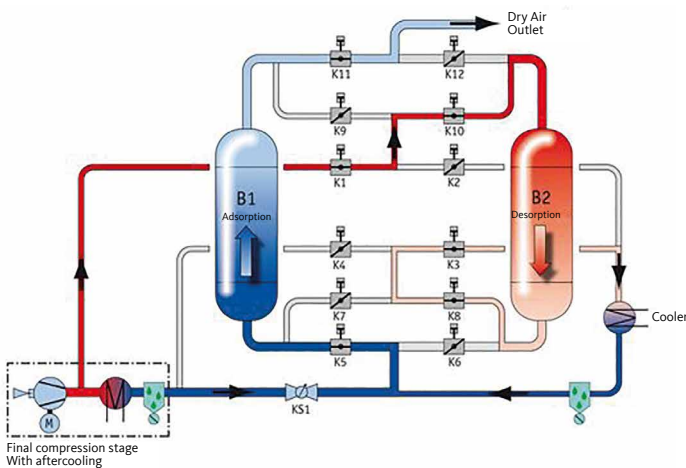 Dry Air
Outlet
K11
K12
K9
K10
K1
K2
B1
Adsorption
B2
Desorption
K4
K3
K7
K8
Cooler
K5
K6
KS1
M
Final compression stage
With aftercooling